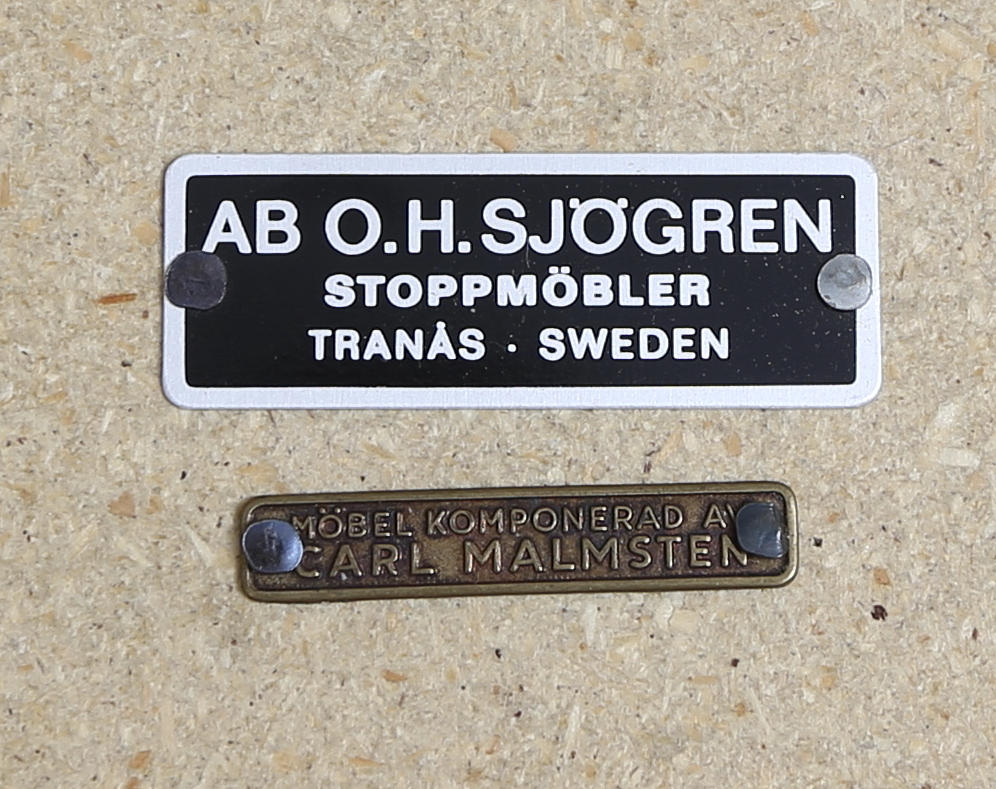 AB O.H. SJÖGREN
STOPPMÖBLER
TRANÅS · SWEDEN
MÖBEL KOMPONERAD AV
CARL MALMSTEN